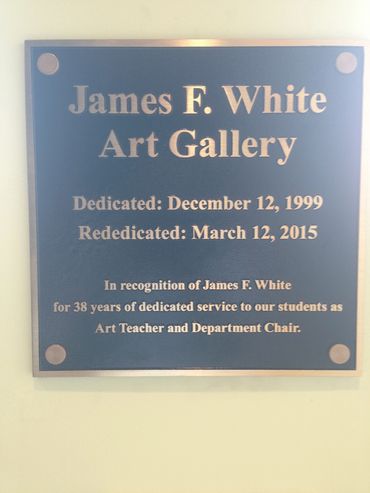 James F. White
Art Gallery
Dedicated: December 12, 1999
Rededicated: March 12, 2015
In recognition of James F. White
for 38 years of dedicated service to our students as
Art Teacher and Department Chair.